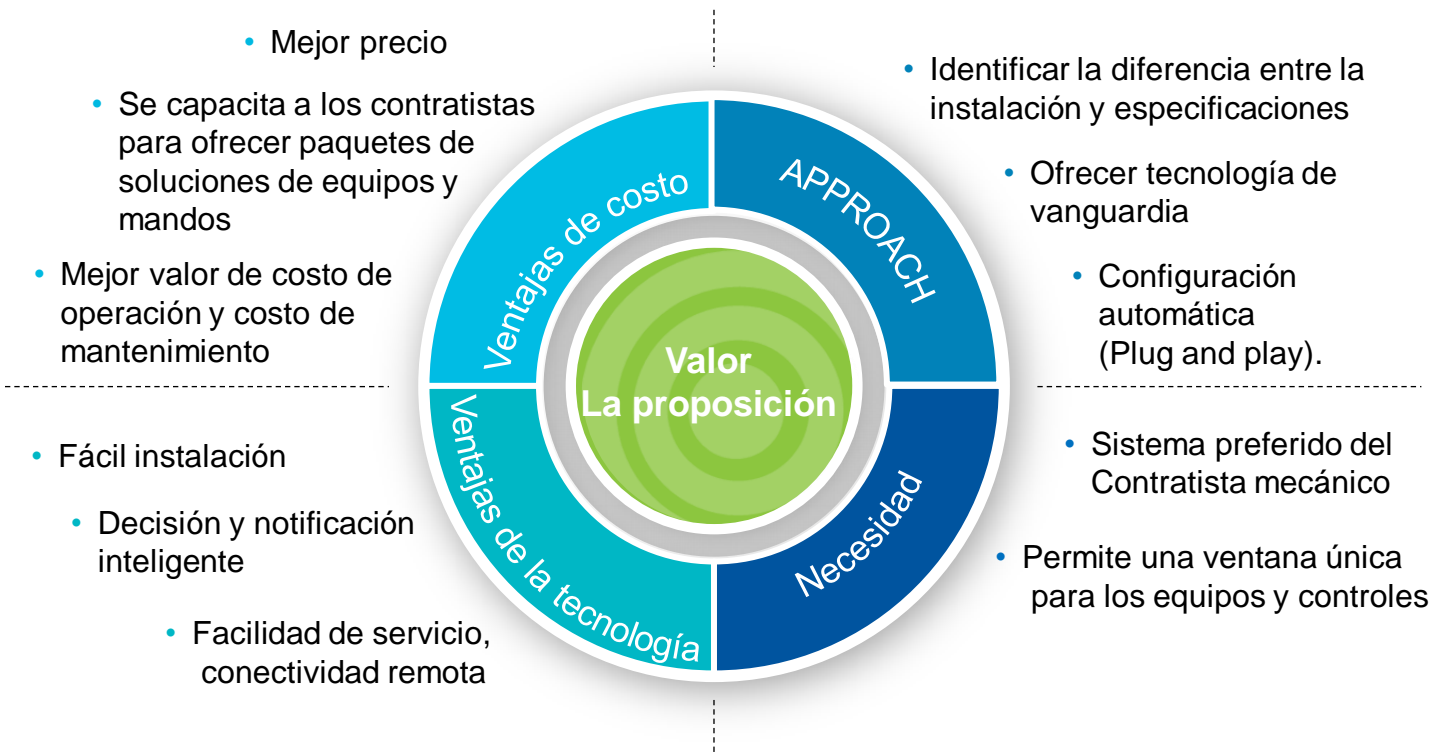 • Mejor precio
• Se capacita a los contratistas
para ofrecer paquetes de
soluciones de equipos y
mandos
• Mejor valor de costo de
operación y costo de
mantenimiento
• Identificar la diferencia entre la
instalación y especificaciones
• Ofrecer tecnología de
vanguardia
• Configuración
automática
(Plug and play).
Ventajas de costo
APPROACH
Valor
La proposición
Ventajas de la tecnología
Necesidad
• Fácil instalación
• Decisión y notificación
inteligente
• Facilidad de servicio,
conectividad remota
• Sistema preferido del
Contratista mecánico
• Permite una ventana única
para los equipos y controles